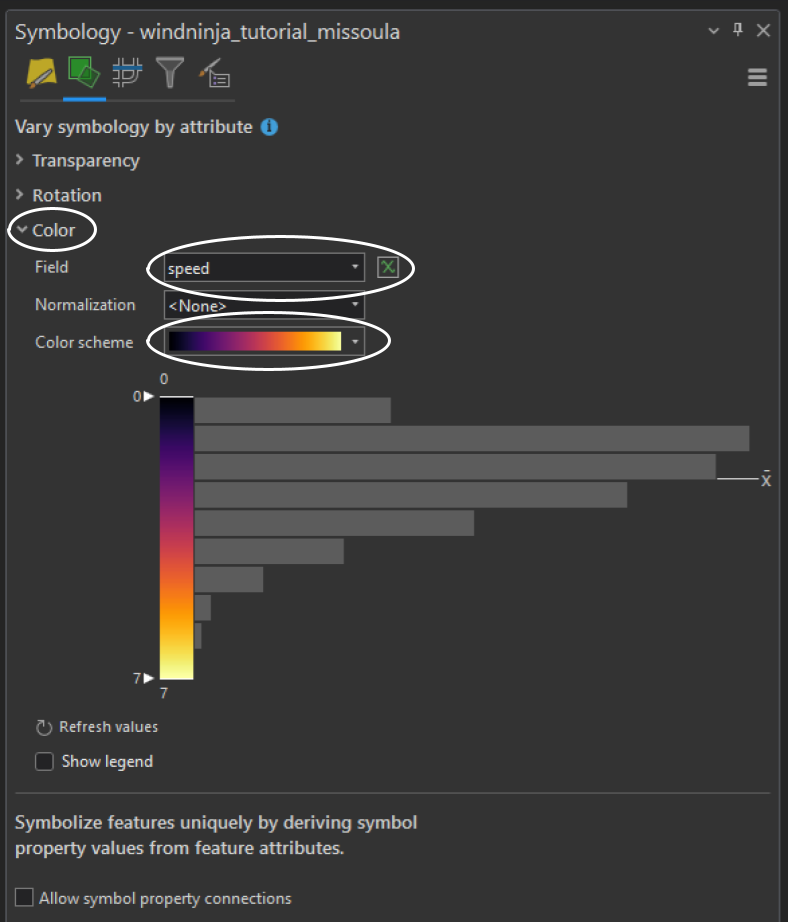 Symbology - windninja_tutorial_missoula
Vary symbology by attribute
Transparency
Rotation
Color
Field speed
Normalization <None>
Color scheme
0
0
x̄
7
7
Refresh values
Show legend
Symbolize features uniquely by deriving symbol
property values from feature attributes.
Allow symbol property connections